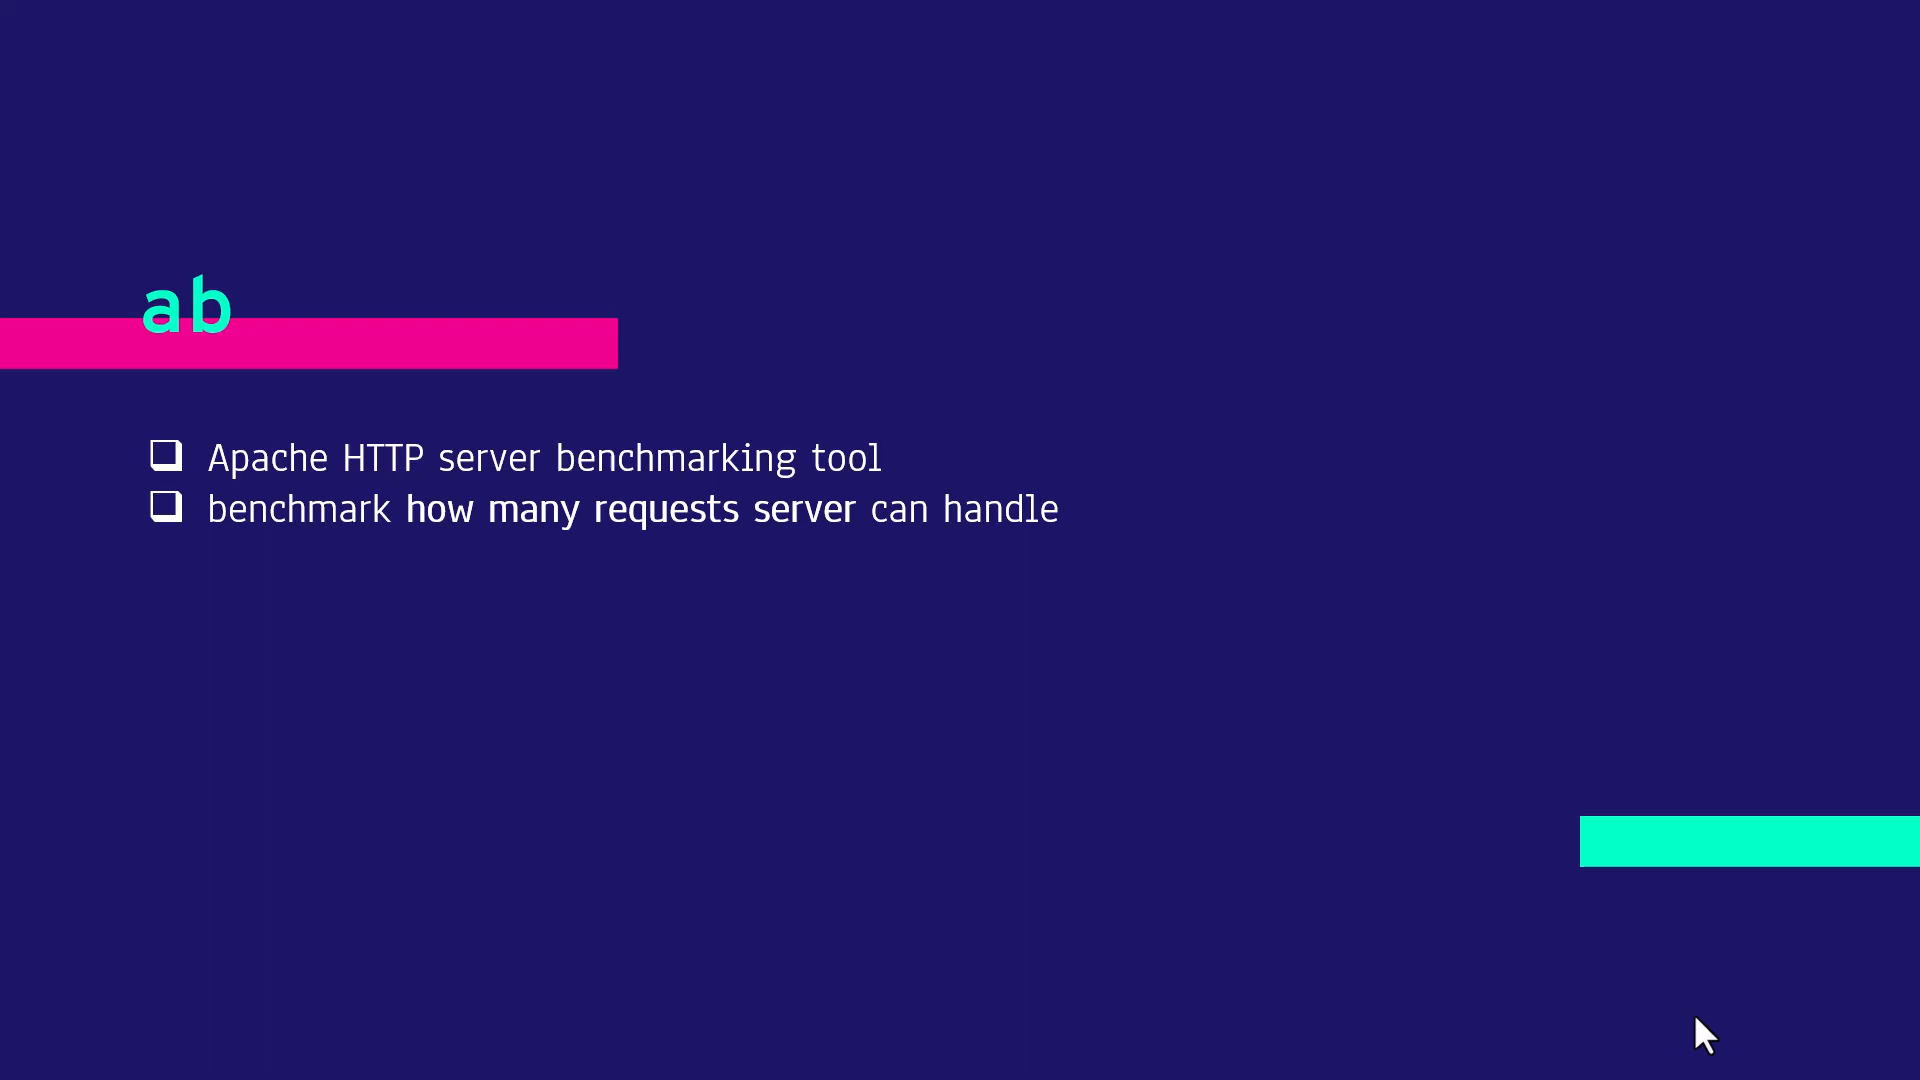 ab
❑ Apache HTTP server benchmarking tool
❑ benchmark how many requests server can handle